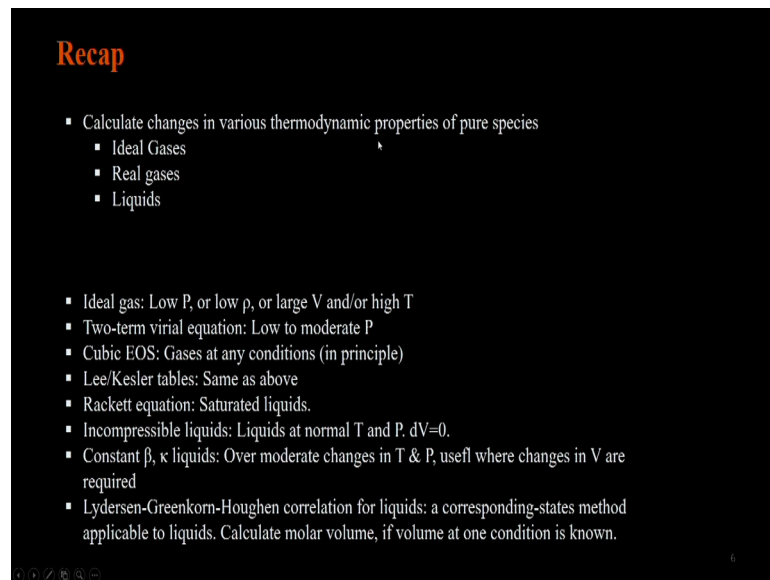 Recap
▪ Calculate changes in various thermodynamic properties of pure species
▪ Ideal Gases
▪ Real gases
▪ Liquids
▪ Ideal gas: Low P, or low ρ, or large V and/or high T
▪ Two-term virial equation: Low to moderate P
▪ Cubic EOS: Gases at any conditions (in principle)
▪ Lee/Kesler tables: Same as above
▪ Rackett equation: Saturated liquids.
▪ Incompressible liquids: Liquids at normal T and P. dV=0.
▪ Constant β, κ liquids: Over moderate changes in T & P, usefl where changes in V are
required
▪ Lydersen-Greenkorn-Houghen correlation for liquids: a corresponding-states method
applicable to liquids. Calculate molar volume, if volume at one condition is known.
6